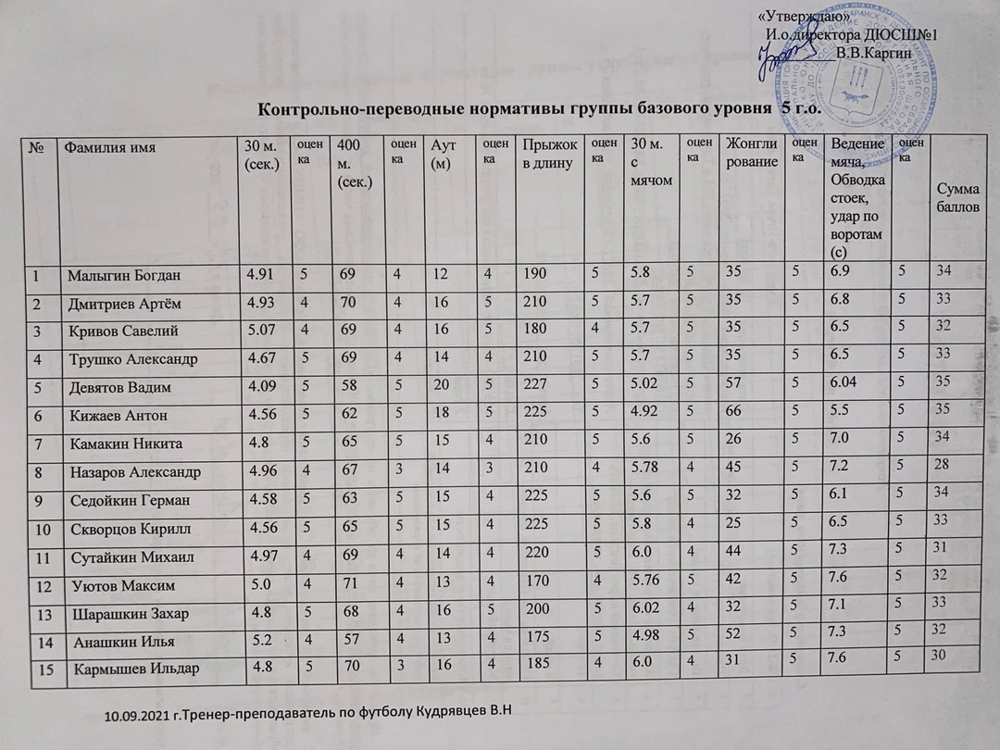 «Утверждаю»
И.о.директора ДЮСШ№1
В.В.Каргин
Контрольно-переводные нормативы группы базового уровня 5 г.о.
№ Фамилия имя 30 м. (сек.) оцен ка 400 м. (сек.) оцен ка Аут (м) оцен ка Прыжок в длину оцен ка 30 м. с мячом оцен ка Жонгли рование оцен ка Ведение мяча, Обводка стоек, удар по воротам (с) оцен ка Сумма баллов
1 Малыгин Богдан 4.91 5 69 4 12 4 190 5 5.8 5 35 5 6.9 5 34
2 Дмитриев Артём 4.93 4 70 4 16 5 210 5 5.7 5 35 5 6.8 5 33
3 Кривов Савелий 5.07 4 69 4 16 5 180 4 5.7 5 35 5 6.5 5 32
4 Трушко Александр 4.67 5 69 4 14 4 210 5 5.7 5 35 5 6.5 5 33
5 Девятов Вадим 4.09 5 58 5 20 5 227 5 5.02 5 57 5 6.04 5 35
6 Кижаев Антон 4.56 5 62 5 18 5 225 5 4.92 5 66 5 5.5 5 35
7 Камакин Никита 4.8 5 65 5 15 4 210 5 5.6 5 26 5 7.0 5 34
8 Назаров Александр 4.96 4 67 3 14 3 210 4 5.78 4 45 5 7.2 5 28
9 Седойкин Герман 4.58 5 63 5 15 4 225 5 5.6 5 32 5 6.1 5 34
10 Скворцов Кирилл 4.56 5 65 5 15 4 225 5 5.8 4 25 5 6.5 5 33
11 Сутайкин Михаил 4.97 4 69 4 14 4 220 5 6.0 4 44 5 7.3 5 31
12 Уютов Максим 5.0 4 71 4 13 4 170 4 5.76 5 42 5 7.6 5 32
13 Шарашкин Захар 4.8 5 68 4 16 5 200 5 6.02 4 32 5 7.1 5 33
14 Анашкин Илья 5.2 4 57 4 13 4 175 5 4.98 5 52 5 7.3 5 32
15 Кармышев Ильдар 4.8 5 70 3 16 4 185 4 6.0 4 31 5 7.6 5 30
10.09.2021 г.Тренер-преподаватель по футболу Кудрявцев В.Н